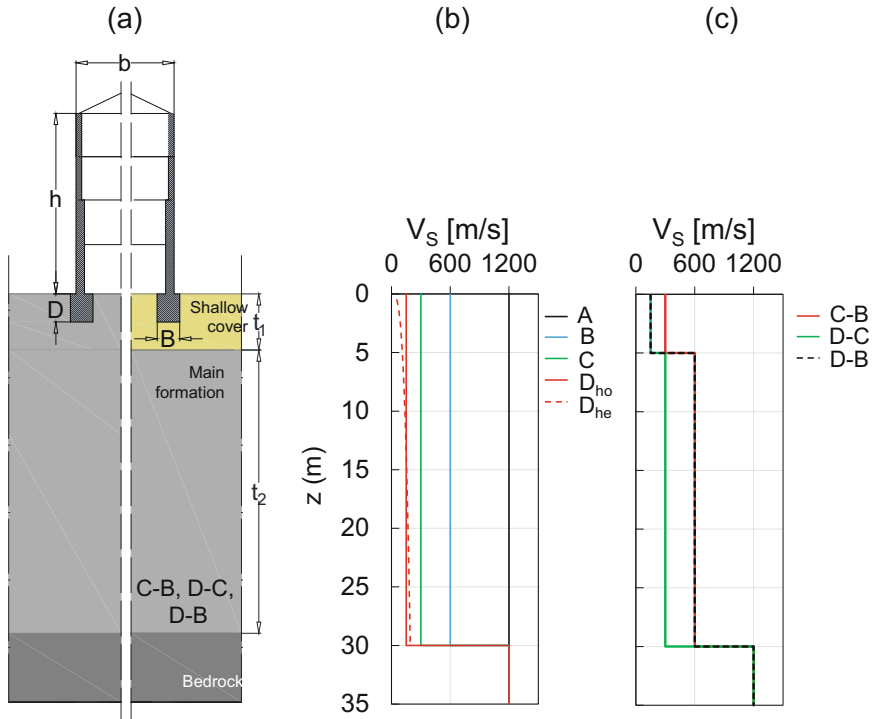 (a)
b
h
D
B
Shallow
cover
t1
Main
formation
t2
C-B, D-C,
D-B
Bedrock
(b)
VS [m/s]
0 600 1200
0
5
10
15
20
25
30
35
z (m)
A
B
C
Dho
Dhe
(c)
VS [m/s]
0 600 1200
C-B
D-C
D-B